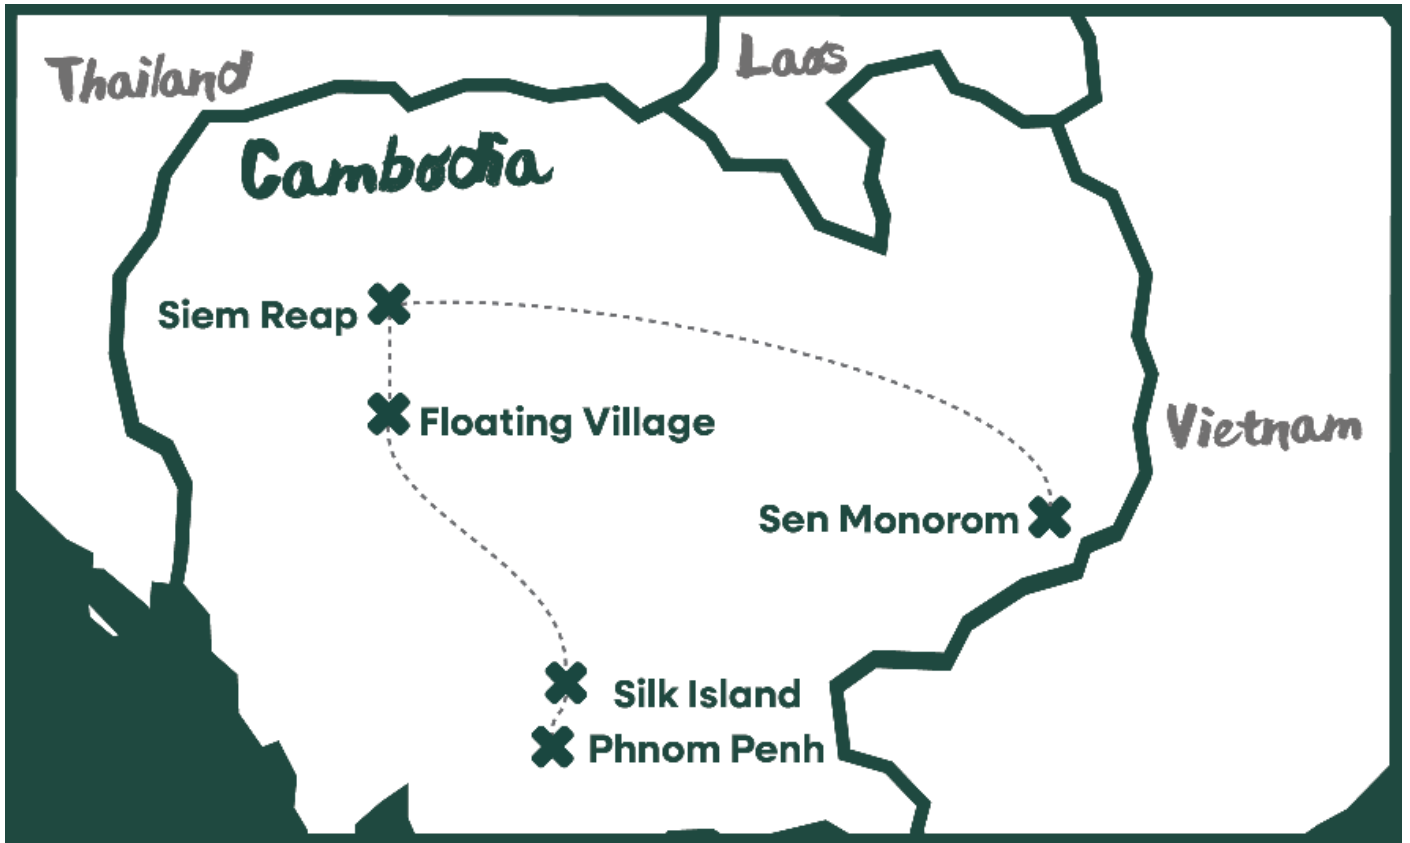 Thailand
Laos
Cambodia
Siem Reap
Floating Village
Vietnam
Sen Monorom
Silk Island
Phnom Penh